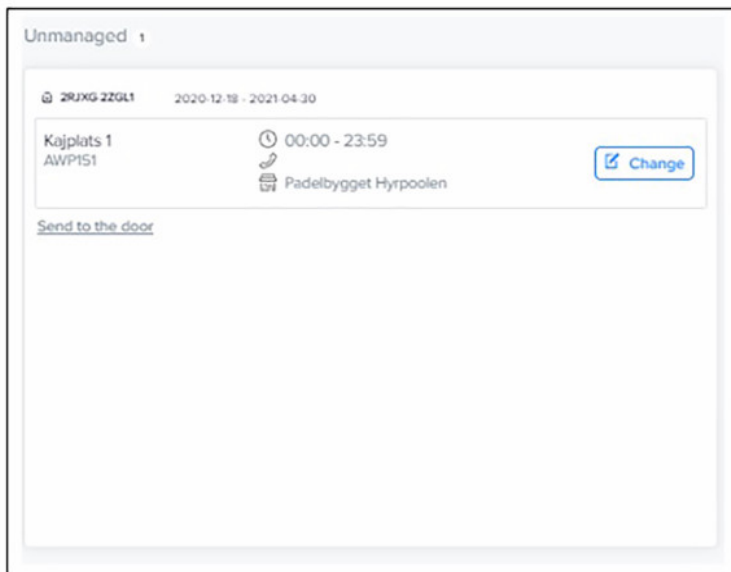 Unmanaged 1
2RJXG-2ZGL1 2020-12-18 - 2021-04-30
Kajplats 1
AWP151
00:00 - 23:59
Padelbygget Hyrpoolen
Change
Send to the door